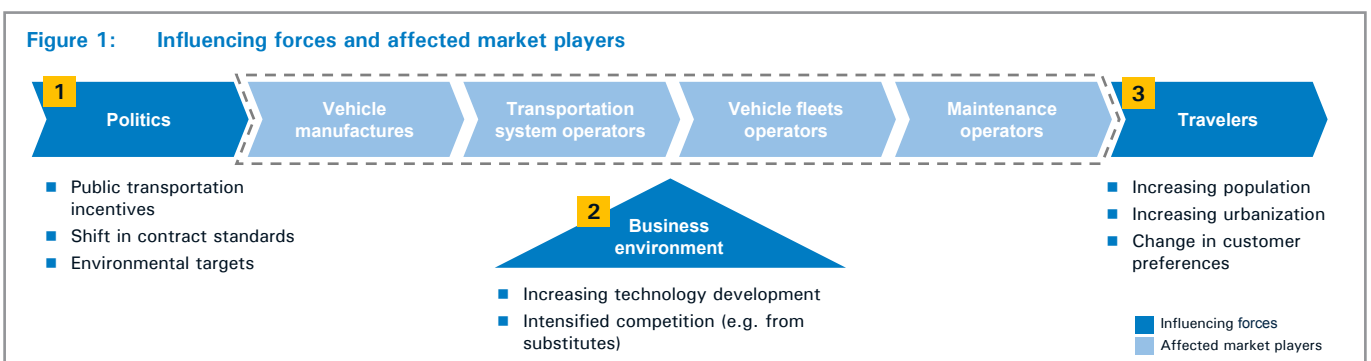 Figure 1: Influencing forces and affected market players
1
Politics
Vehicle
manufactures
Transportation
system operators
Vehicle fleets
operators
Maintenance
operators
3
Travelers
■ Public transportation
incentives
■ Shift in contract standards
■ Environmental targets
2
Business
environment
■ Increasing technology development
■ Intensified competition (e.g. from
substitutes)
■ Increasing population
■ Increasing urbanization
■ Change in customer
preferences
Influencing forces
Affected market players